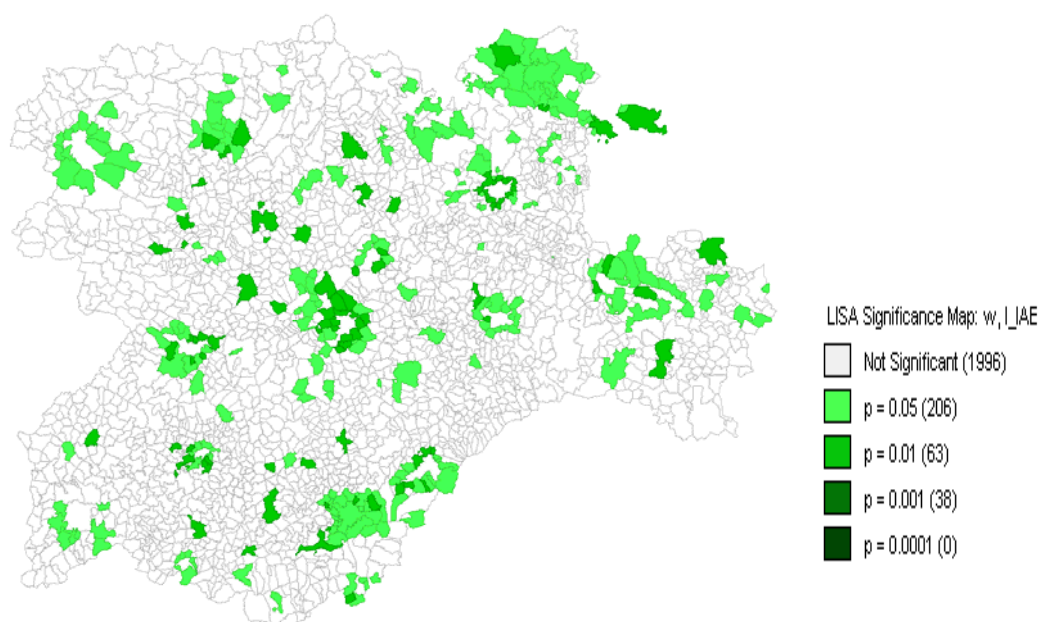 LISA Significance Map: w, I_IAE
Not Significant (1996)
p = 0.05 (206)
p = 0.01 (63)
p = 0.001 (38)
p = 0.0001 (0)